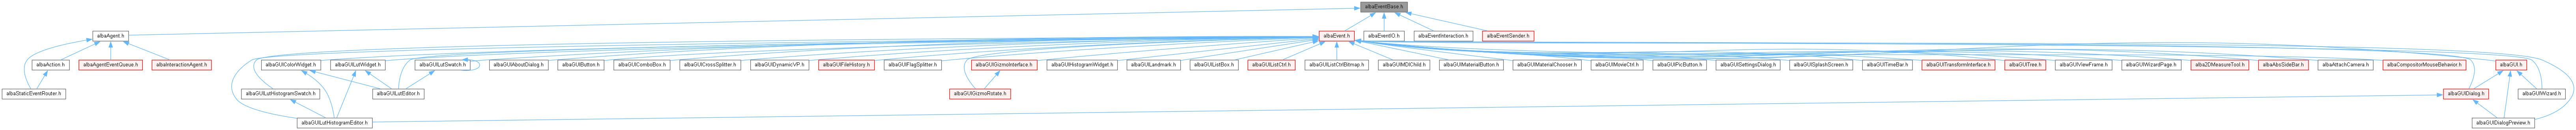 albaEventBase.h
albaAgent.h
albaEvent.h
albaEventIO.h
albaEventInteraction.h
albaEventSender.h
albaAction.h
albaAgentEventQueue.h
albaInteractionAgent.h
albaGUIColorWidget.h
albaGUILutWidget.h
albaGUILutSwatch.h
albaGUIAboutDialog.h
albaGUIButton.h
albaGUIComboBox.h
albaGUICrossSplitter.h
albaGUIDynamicVP.h
albaGUIFileHistory.h
albaGUIFlagSplitter.h
albaGUIGizmoInterface.h
albaGUIHistogramWidget.h
albaGUILandmark.h
albaGUIListBox.h
albaGUIListCtrl.h
albaGUIListCtrlBitmap.h
albaGUIMDIChild.h
albaGUIMaterialButton.h
albaGUIMaterialChooser.h
albaGUIMovieCtrl.h
albaGUIPicButton.h
albaGUISettingsDialog.h
albaGUISplashScreen.h
albaGUITimeBar.h
albaGUITransformInterface.h
albaGUITree.h
albaGUIViewFrame.h
albaGUIWizardPage.h
alba2DMeasureTool.h
albaAbsSideBar.h
albaAttachCamera.h
albaCompositorMouseBehavior.h
albaGUI.h
albaStaticEventRouter.h
albaGUILutHistogramSwatch.h
albaGUILutEditor.h
albaGUIGizmoRotate.h
albaGUIDialog.h
albaGUIWizard.h
albaGUILutHistogramEditor.h
albaGUIDialogPreview.h